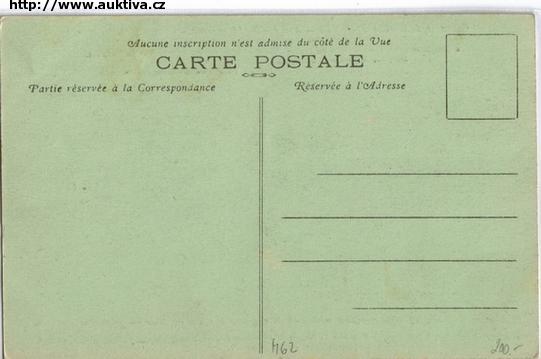 http://www.auktiva.cz
Aucune inscription n'est admise du côté de la Vue
CARTE POSTALE
Partie réservée à la Correspondance
Réservée à l'Adresse
462
200-